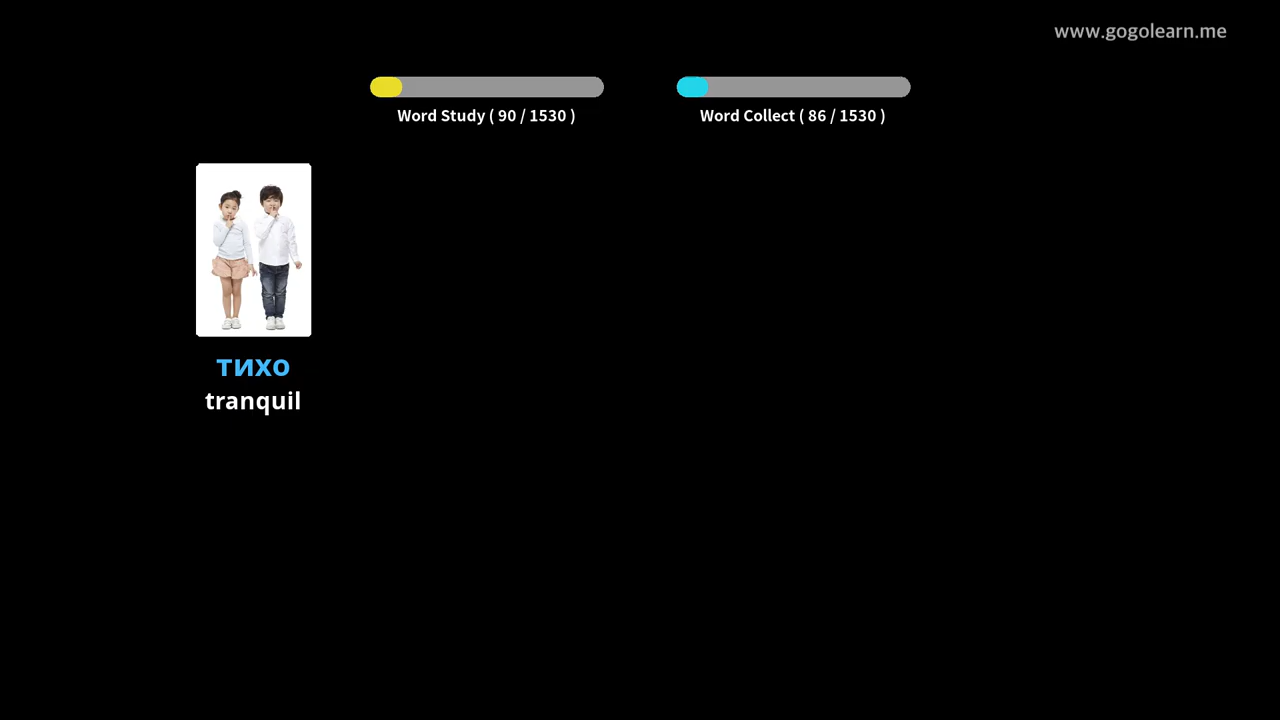 www.gogolearn.me
Word Study ( 90 / 1530 )
Word Collect ( 86 / 1530 )
тихо
tranquil